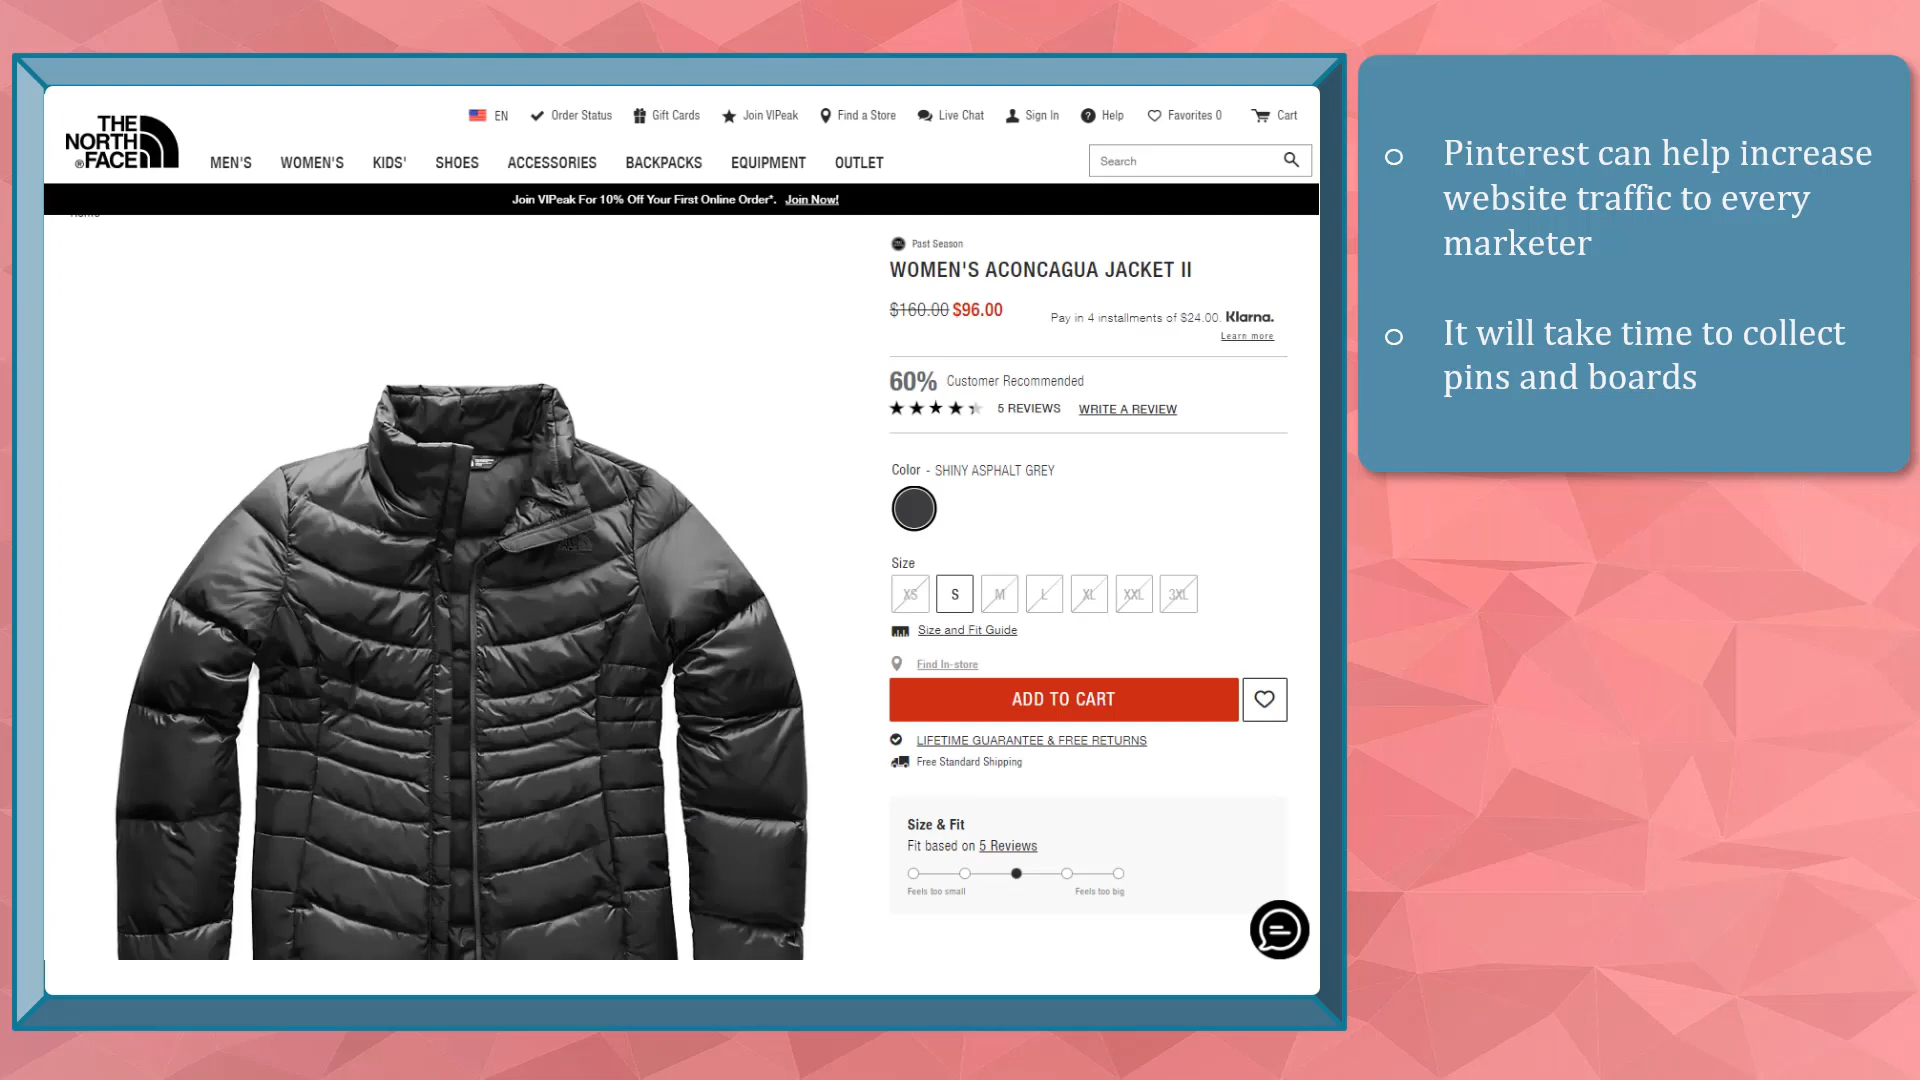 THE
NORTH
®FACE
EN Order Status Gift Cards Join VIPeak Find a Store Live Chat Sign In Help Favorites 0 Cart
MEN'S WOMEN'S KIDS' SHOES ACCESSORIES BACKPACKS EQUIPMENT OUTLET
Search
Join VIPeak For 10% Off Your First Online Order*. Join Now!
Past Season
WOMEN'S ACONCAGUA JACKET II
$160.00 $96.00
Pay in 4 installments of $24.00. Klarna.
Learn more
60% Customer Recommended
5 REVIEWS WRITE A REVIEW
Color - SHINY ASPHALT GREY
Size
XS S M L XL XXL 3XL
Size and Fit Guide
Find In-store
ADD TO CART
LIFETIME GUARANTEE & FREE RETURNS
Free Standard Shipping
Size & Fit
Fit based on 5 Reviews
Feels too small Feels too big
Pinterest can help increase
website traffic to every
marketer
It will take time to collect
pins and boards